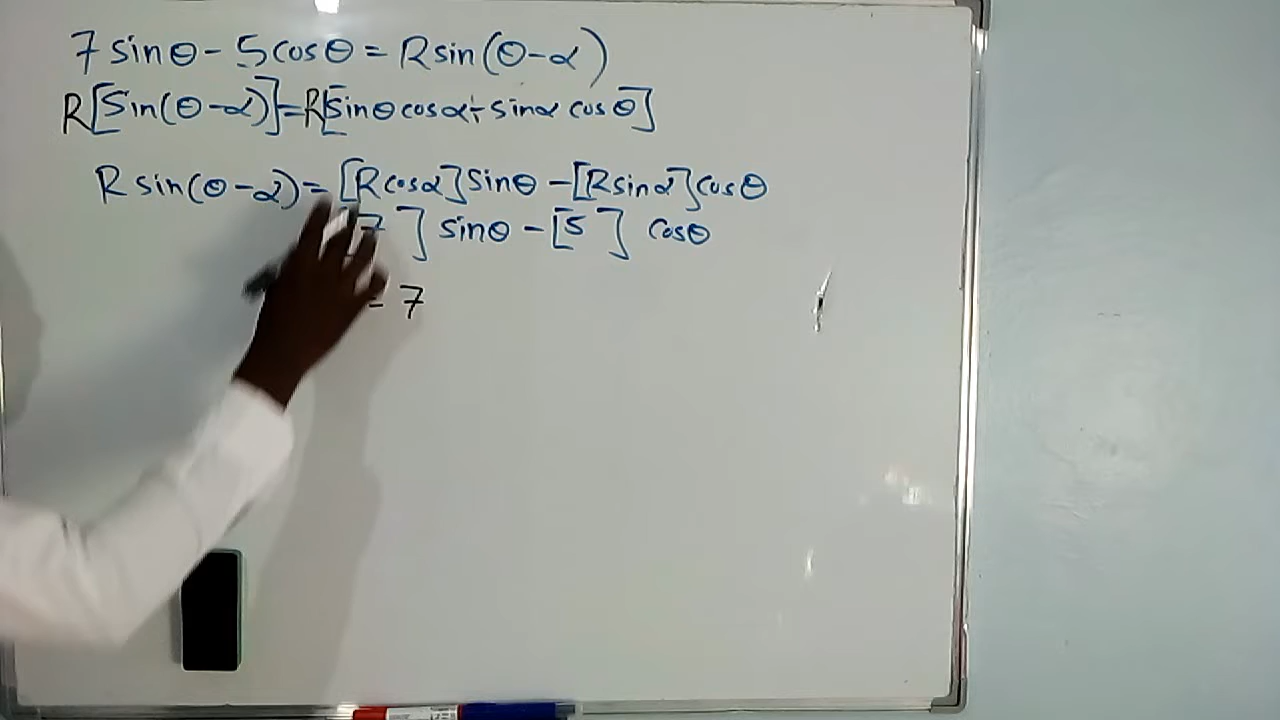 7 sinθ - 5 cosθ = R sin(θ-α)
R[sin(θ-α)] = R[sinθ cosα ÷ sinα cosθ]
R sin(θ-α) = [R cosα] sinθ - [R sinα] cosθ
7 ] sinθ - [5 ] cosθ
= 7